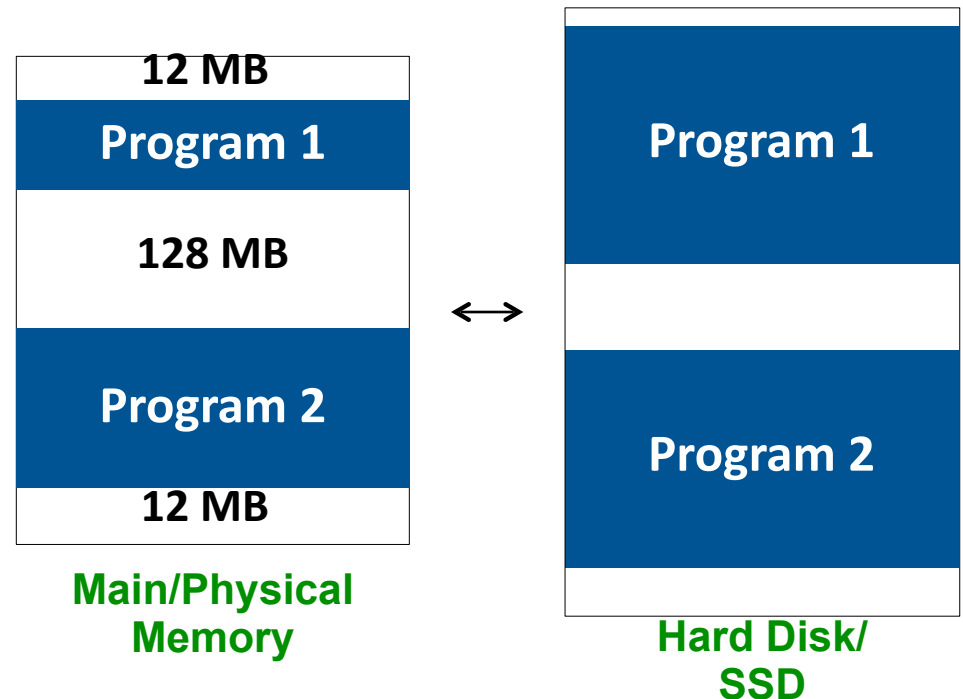 12 MB
Program 1
128 MB
Program 2
12 MB
Main/Physical
Memory
Program 1
Program 2
Hard Disk/
SSD